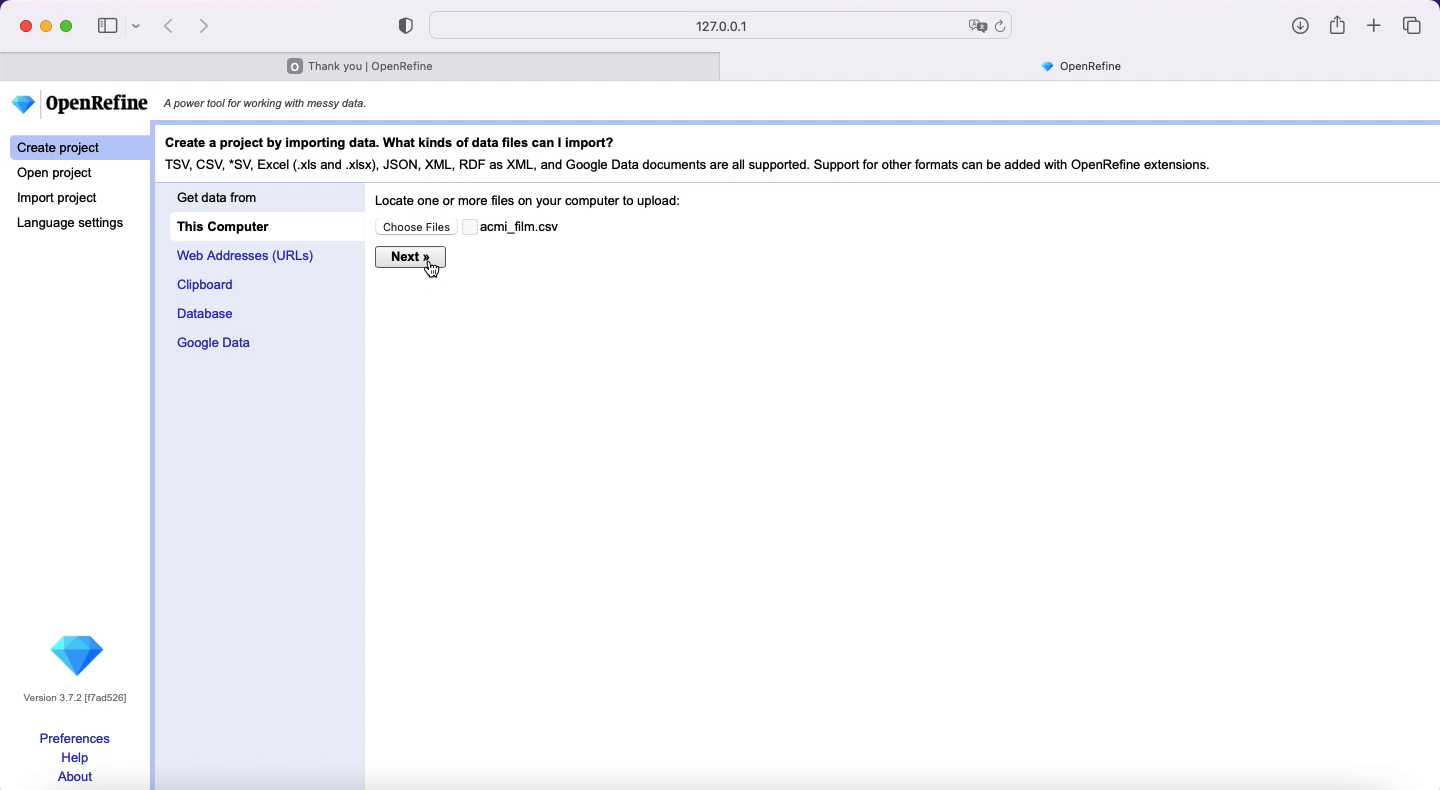 127.0.0.1
O Thank you | OpenRefine
OpenRefine
OpenRefine
A power tool for working with messy data.
Create project
Open project
Import project
Language settings
Create a project by importing data. What kinds of data files can I import?
TSV, CSV, *SV, Excel (.xls and .xlsx), JSON, XML, RDF as XML, and Google Data documents are all supported. Support for other formats can be added with OpenRefine extensions.
Get data from
This Computer
Web Addresses (URLs)
Clipboard
Database
Google Data
Locate one or more files on your computer to upload:
Choose Files acmi_film.csv
Next »
Version 3.7.2 [f7ad526]
Preferences
Help
About